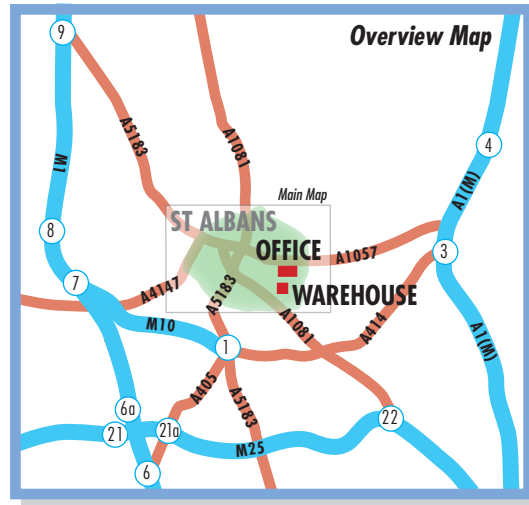 Overview Map
9
A5183
A1081
4
M1
A1(M)
Main Map
ST ALBANS
8
OFFICE
A1057
3
7
A4147
A5183
WAREHOUSE
M10
A1081
A414
A1(M)
1
A405
A5183
6a
21
21a
22
M25
6